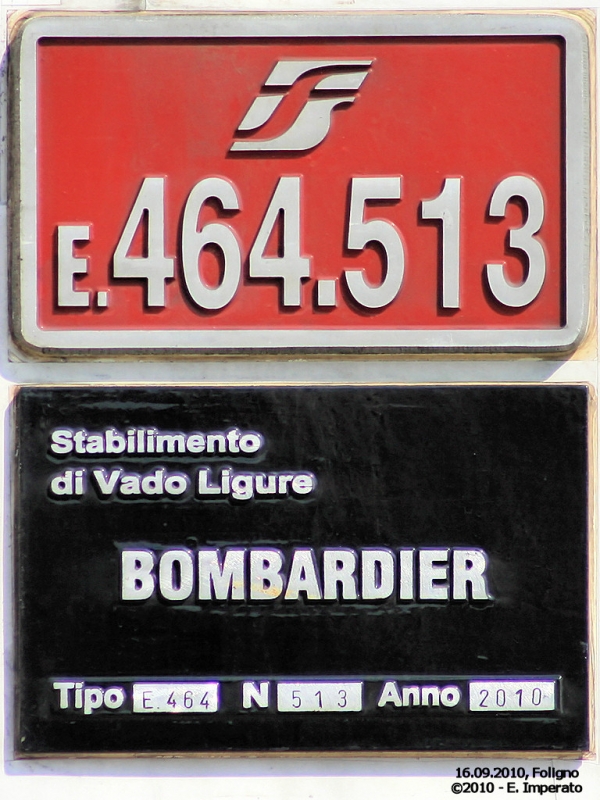 E.464.513
Stabilimento
di Vado Ligure
BOMBARDIER
Tipo E.464 N 513 Anno 2010
16.09.2010, Foligno
©2010 - E. Imperato